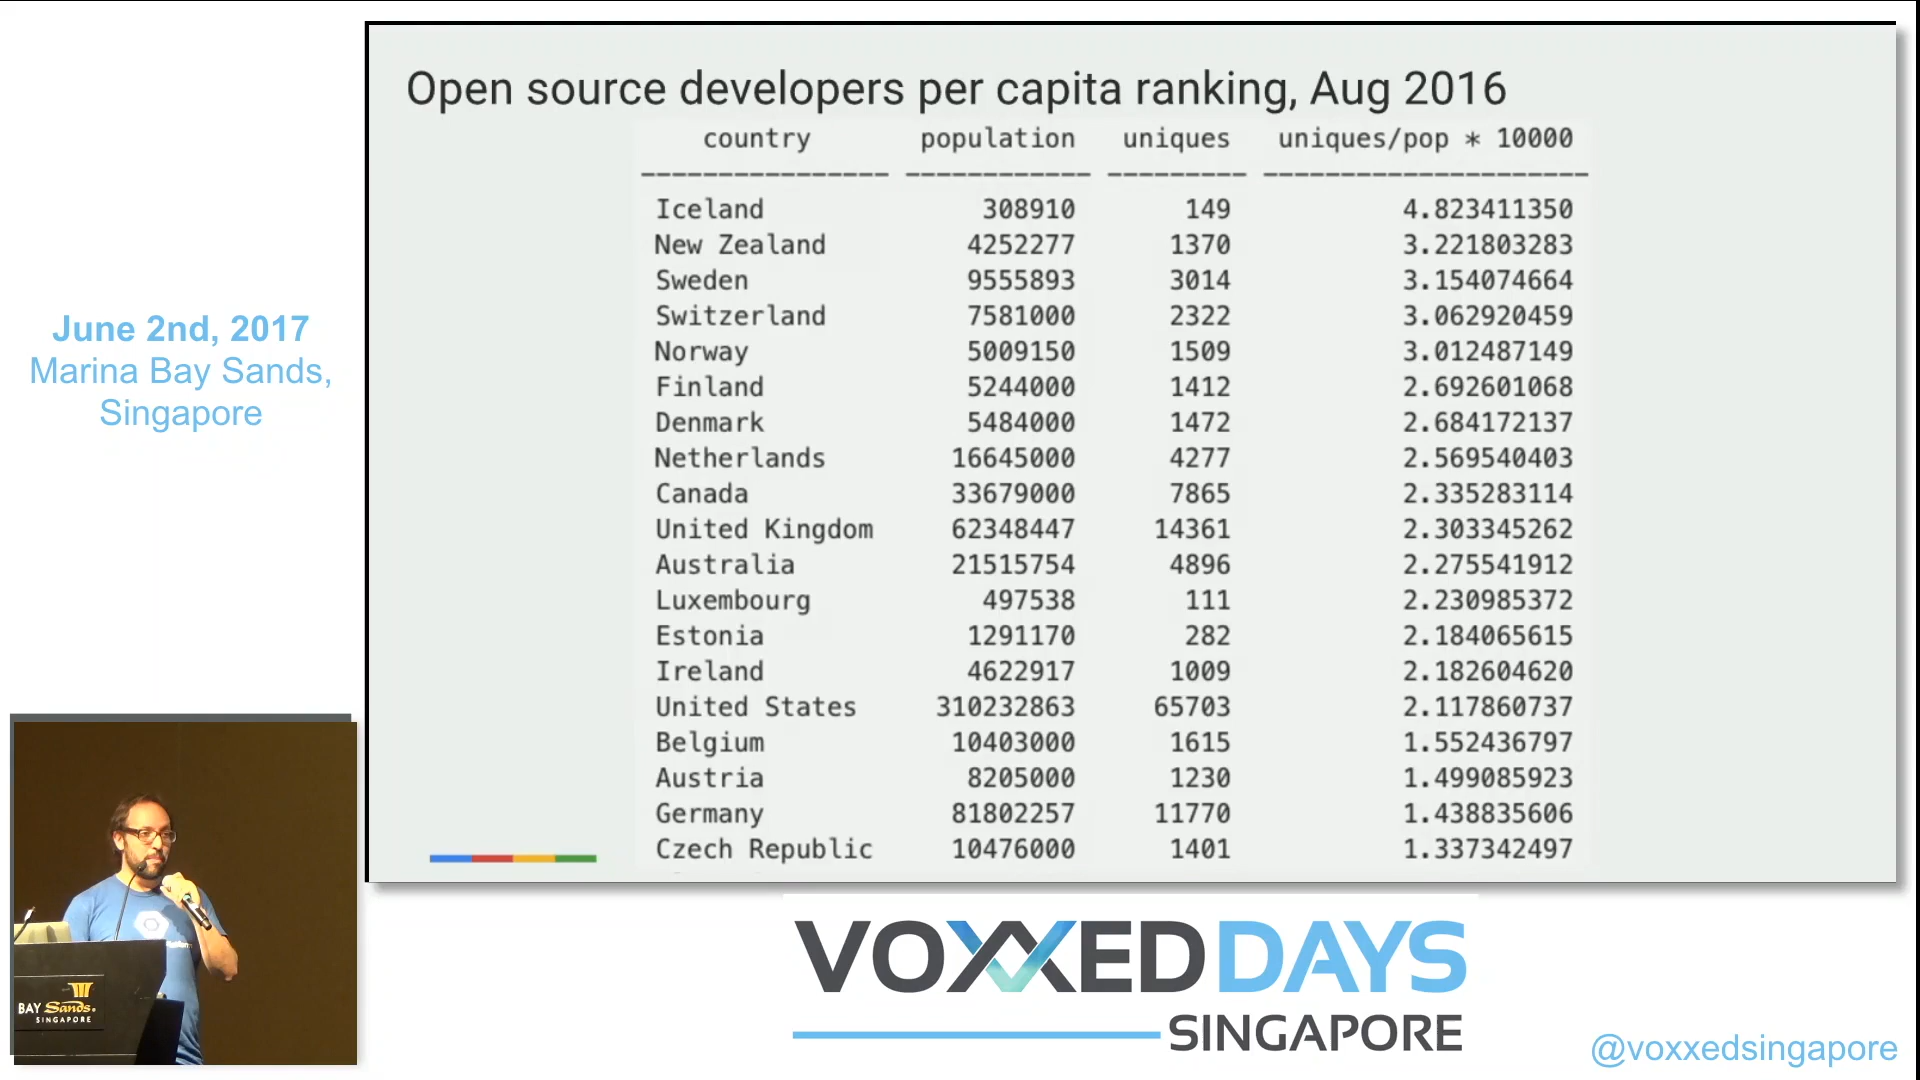 Open source developers per capita ranking, Aug 2016
country population uniques uniques/pop * 10000
---------------- ------------ --------- ---------------------
Iceland 308910 149 4.823411350
New Zealand 4252277 1370 3.221803283
Sweden 9555893 3014 3.154074664
Switzerland 7581000 2322 3.062920459
Norway 5009150 1509 3.012487149
Finland 5244000 1412 2.692601068
Denmark 5484000 1472 2.684172137
Netherlands 16645000 4277 2.569540403
Canada 33679000 7865 2.335283114
United Kingdom 62348447 14361 2.303345262
Australia 21515754 4896 2.275541912
Luxembourg 497538 111 2.230985372
Estonia 1291170 282 2.184065615
Ireland 4622917 1009 2.182604620
United States 310232863 65703 2.117860737
Belgium 10403000 1615 1.552436797
Austria 8205000 1230 1.499085923
Germany 81802257 11770 1.438835606
Czech Republic 10476000 1401 1.337342497
June 2nd, 2017
Marina Bay Sands,
Singapore
BAY Sands.
SINGAPORE
VOXXEDDAYS
SINGAPORE
@voxxedsingapore